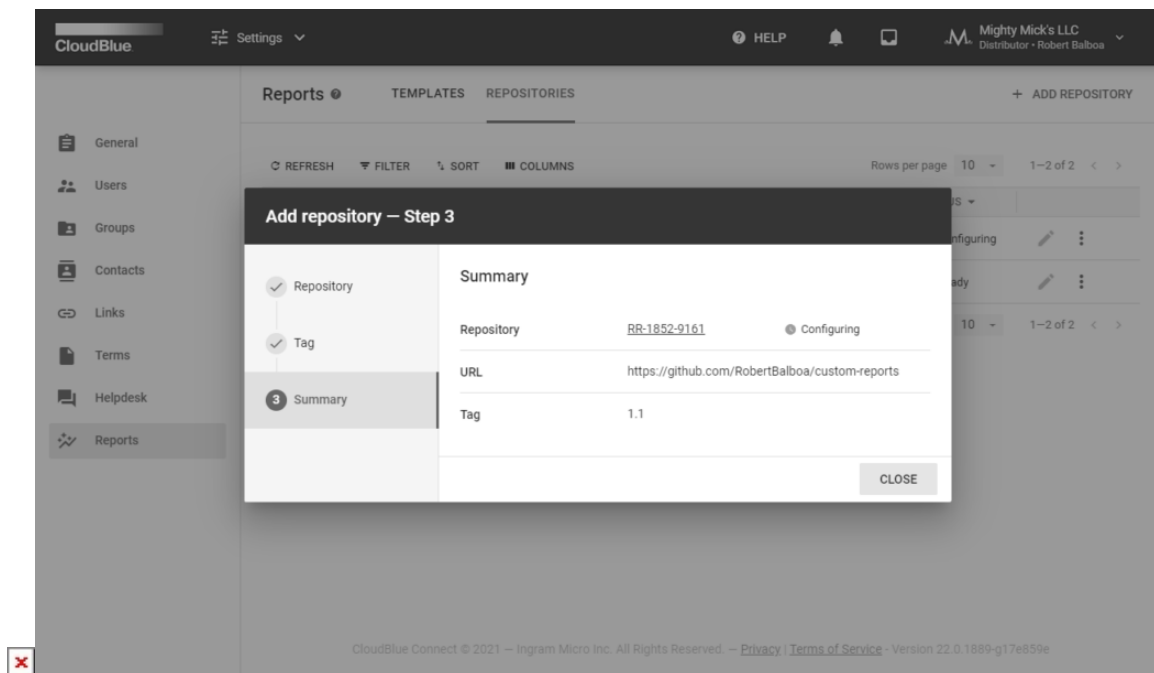 CloudBlue
Settings
HELP
Mighty Mick's LLC
Distributor • Robert Balboa
Reports
TEMPLATES
REPOSITORIES
+ ADD REPOSITORY
General
Users
Groups
Contacts
Links
Terms
Helpdesk
Reports
REFRESH
FILTER
SORT
COLUMNS
Rows per page 10
1–2 of 2
US
nfiguring
ady
10
1–2 of 2
Add repository — Step 3
Repository
Tag
3 Summary
Summary
Repository RR-1852-9161 Configuring
URL https://github.com/RobertBalboa/custom-reports
Tag 1.1
CLOSE
CloudBlue Connect © 2021 — Ingram Micro Inc. All Rights Reserved. — Privacy | Terms of Service - Version 22.0.1889-g17e859e